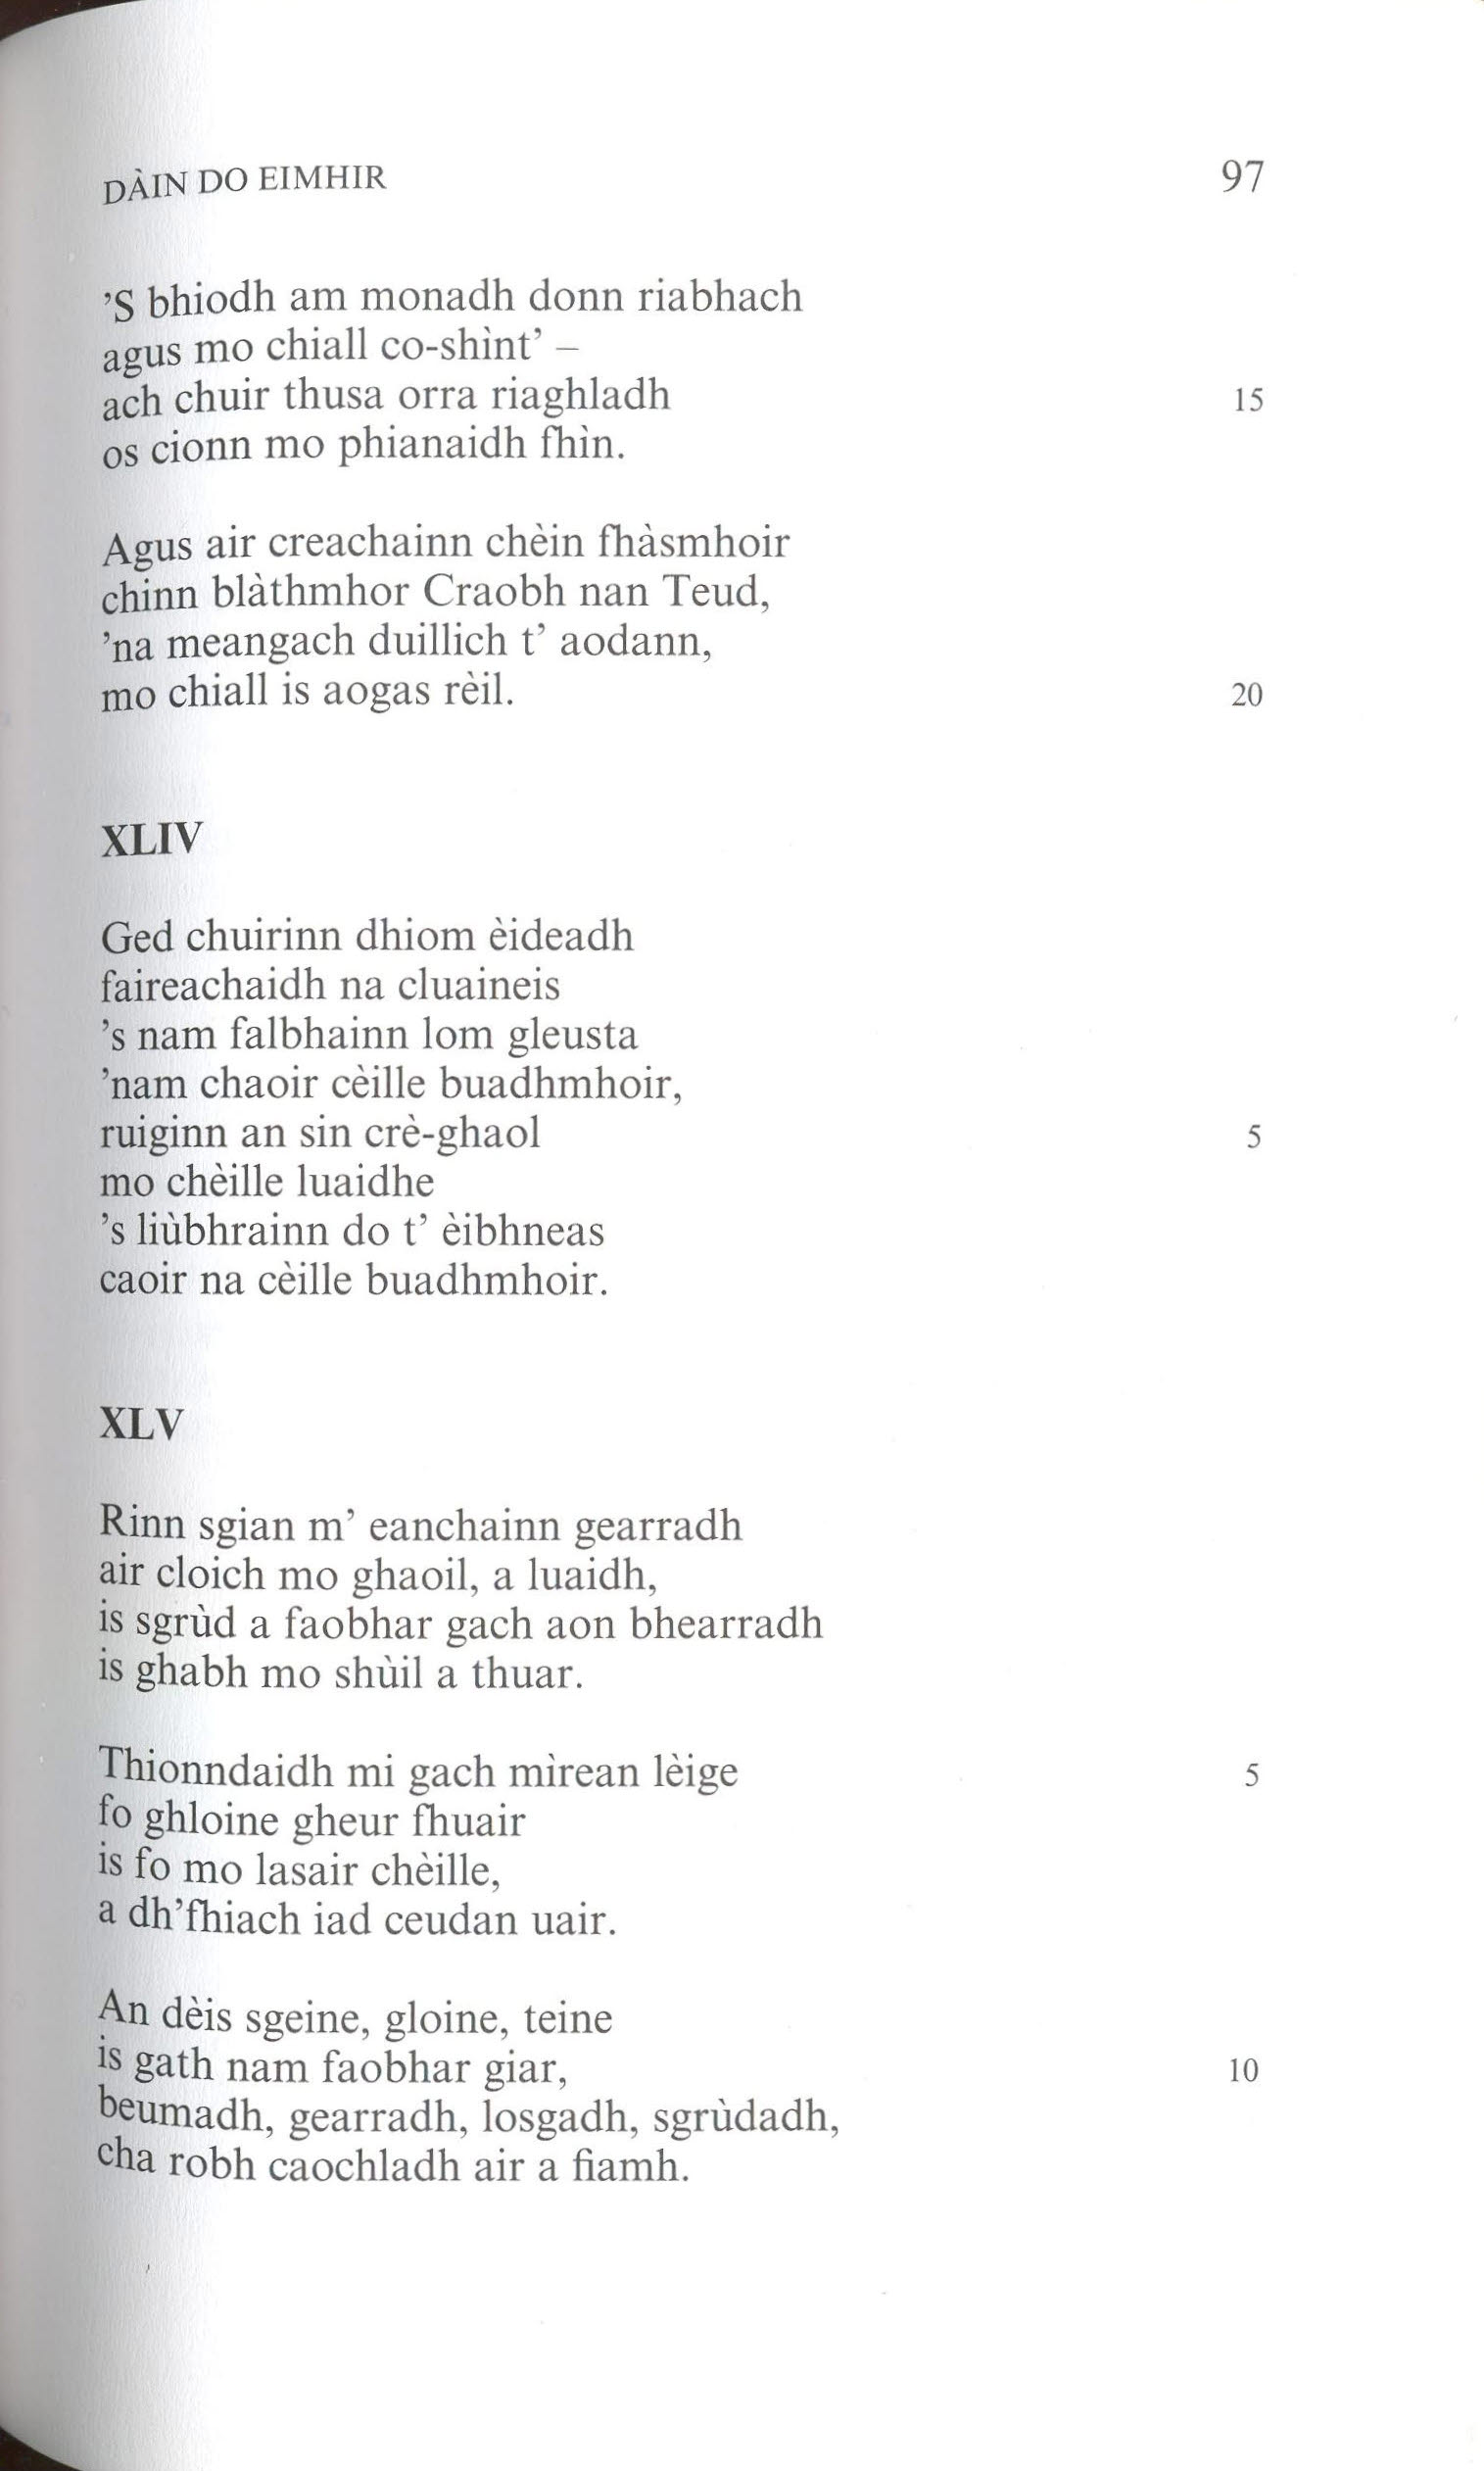 DÀIN DO EIMHIR 97
’S bhiodh am monadh donn riabhach
agus mo chiall co-shìnt’ –
ach chuir thusa orra riaghladh 15
os cionn mo phianaidh fhìn.
Agus air creachainn chèin fhàsmhoir
chinn blàthmhor Craobh nan Teud,
’na meangach duillich t’ aodann,
mo chiall is aogas rèil. 20
XLIV
Ged chuirinn dhiom èideadh
faireachaidh na cluaineis
’s nam falbhainn lom gleusta
’nam chaoir cèille buadhmhoir,
ruiginn an sin crè-ghaol 5
mo chèille luaidhe
’s liùbhrainn do t’ èibhneas
caoir na cèille buadhmhoir.
XLV
Rinn sgian m’ eanchainn gearradh
air cloich mo ghaoil, a luaidh,
is sgrùd a faobhar gach aon bhearradh
is ghabh mo shùil a thuar.
Thionndaidh mi gach mìrean lèige 5
fo ghloine gheur fhuair
is fo mo lasair chèille,
a dh’fhiach iad ceudan uair.
An dèis sgeine, gloine, teine
is gath nam faobhar giar, 10
beumadh, gearradh, losgadh, sgrùdadh,
cha robh caochladh air a fiamh.